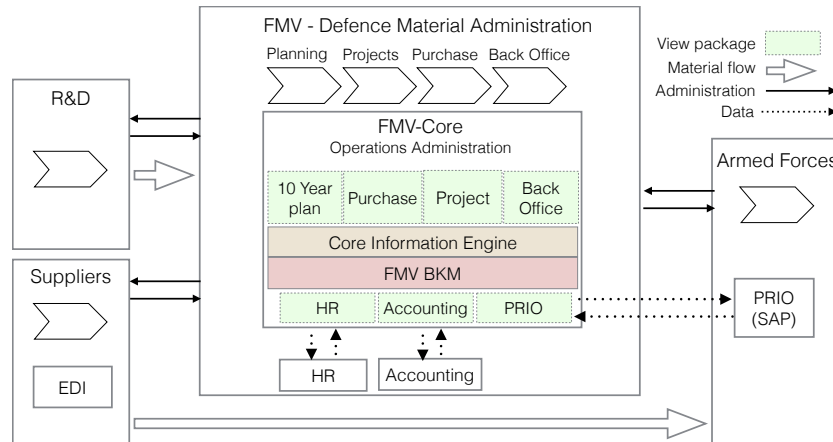 FMV - Defence Material Administration
Planning
Projects
Purchase
Back Office
View package
Material flow
Administration
Data
R&D
FMV-Core
Operations Administration
10 Year
plan
Purchase
Project
Back
Office
Core Information Engine
FMV BKM
HR
Accounting
PRIO
HR
Accounting
Suppliers
EDI
Armed Forces
PRIO
(SAP)